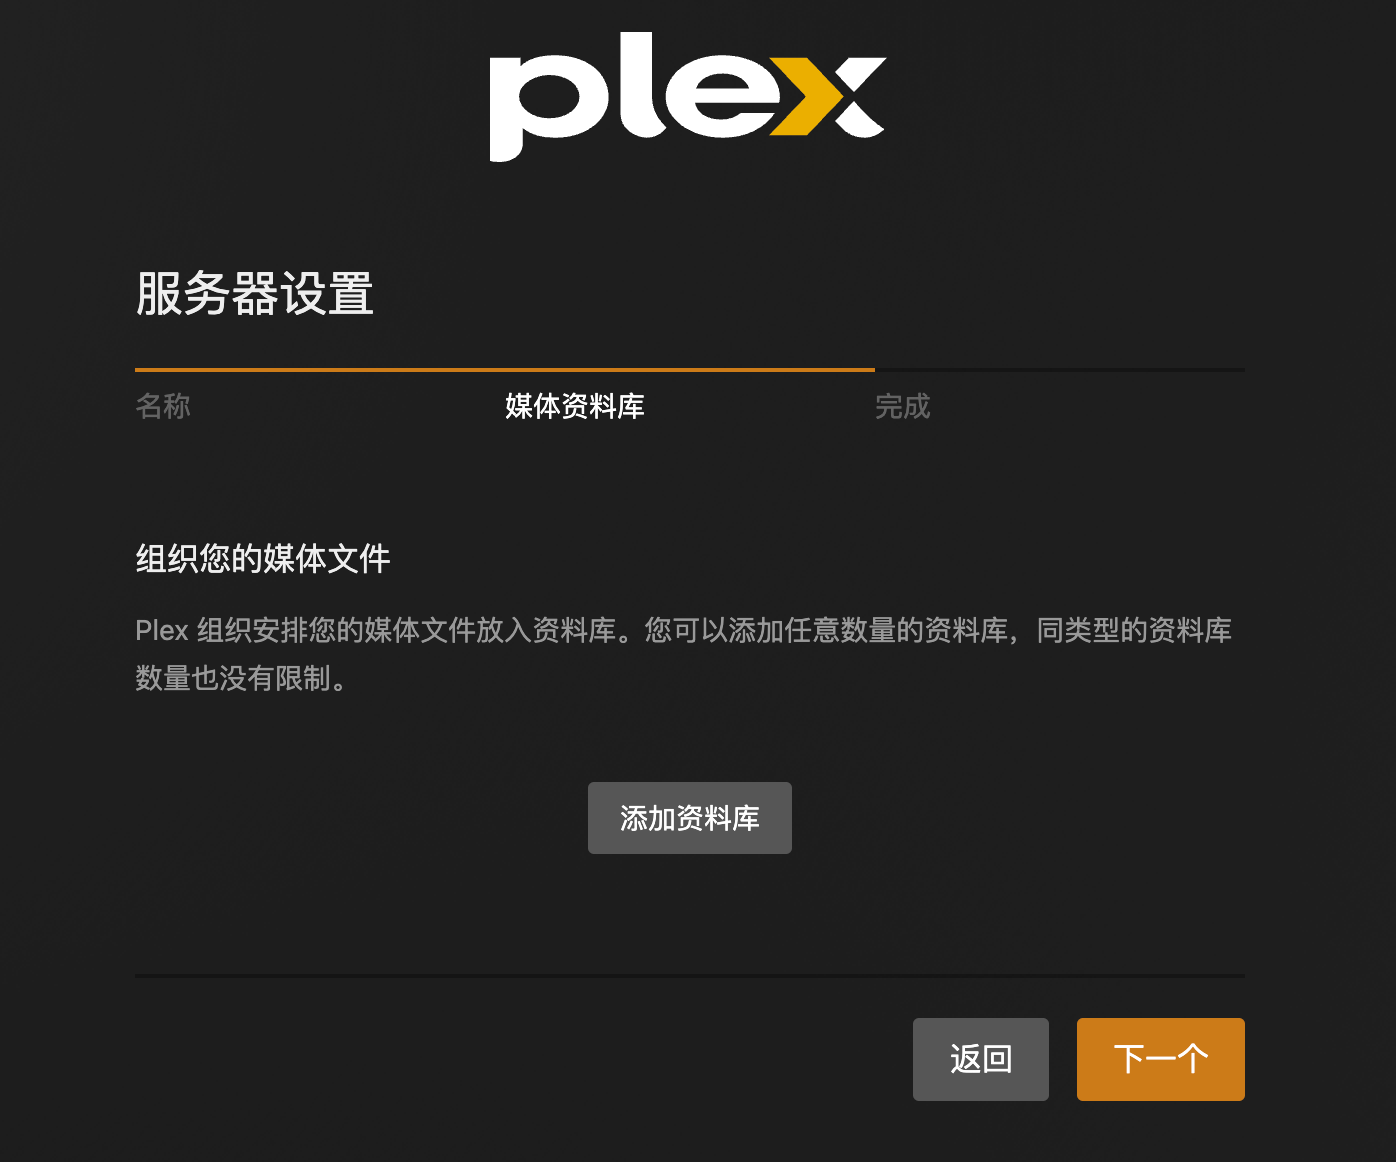 plex
服务器设置
名称 媒体资料库 完成
组织您的媒体文件
Plex 组织安排您的媒体文件放入资料库。您可以添加任意数量的资料库，同类型的资料库
数量也没有限制。
添加资料库
返回 下一个